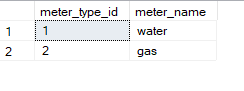 meter_type_id meter_name
1 1 water
2 2 gas